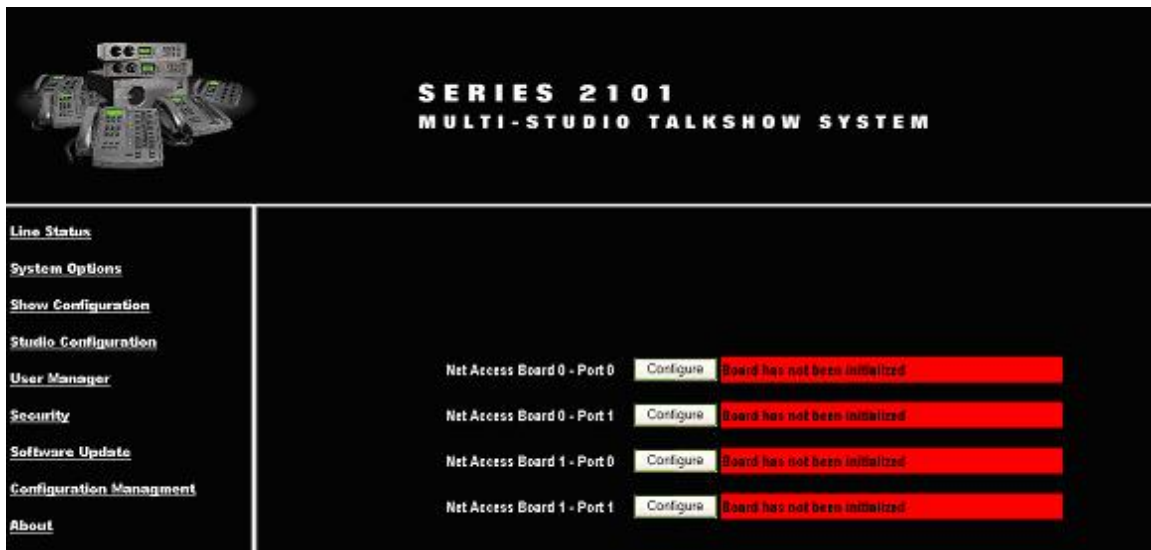 SERIES 2101
MULTI-STUDIO TALKSHOW SYSTEM
Line Status
System Options
Show Configuration
Studio Configuration
User Manager
Security
Software Update
Configuration Managment
About
Net Access Board 0 - Port 0 Configure Board has not been initialized
Net Access Board 0 - Port 1 Configure Board has not been initialized
Net Access Board 1 - Port 0 Configure Board has not been initialized
Net Access Board 1 - Port 1 Configure Board has not been initialized